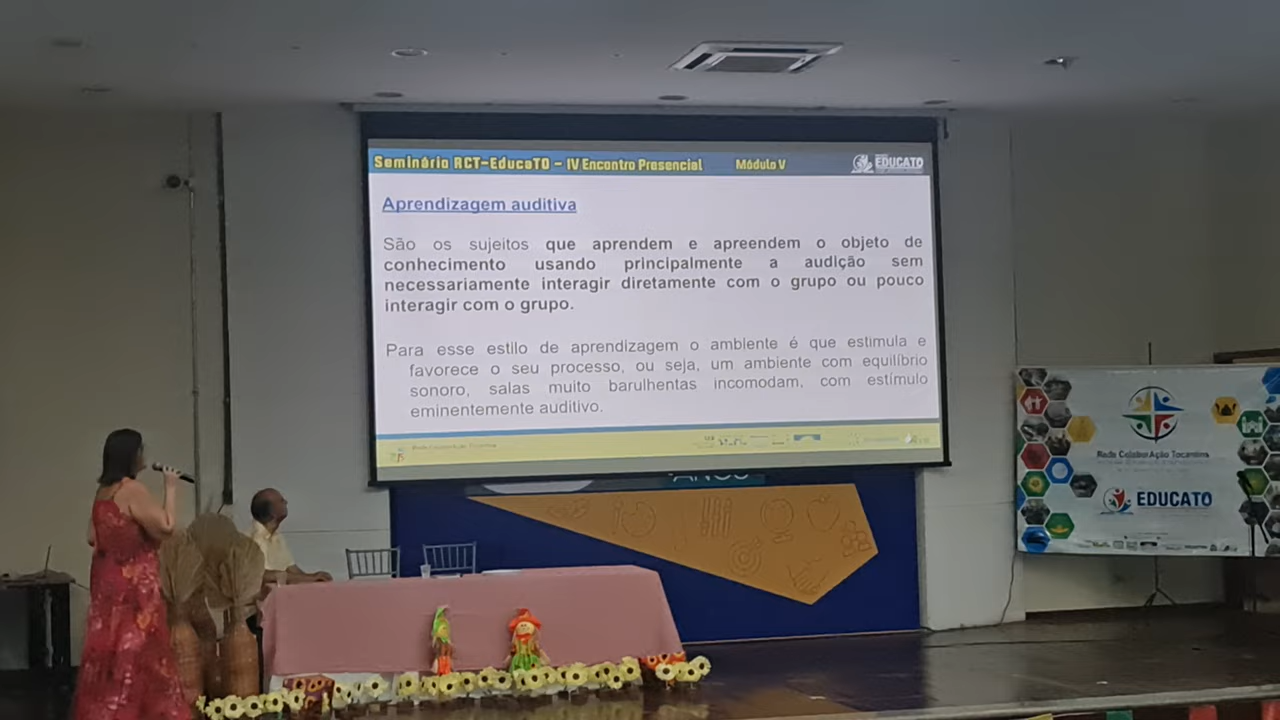 Seminário RCT-EducaTO - IV Encontro Presencial Módulo V
EDUCATO
Aprendizagem auditiva
São os sujeitos que aprendem e apreendem o objeto de
conhecimento usando principalmente a audição sem
necessariamente interagir diretamente com o grupo ou pouco
interagir com o grupo.
Para esse estilo de aprendizagem o ambiente é que estimula e
favorece o seu processo, ou seja, um ambiente com equilíbrio
sonoro, salas muito barulhentas incomodam, com estímulo
eminentemente auditivo.
ANOS
Rede ColaborAção Tocantins
EDUCATO